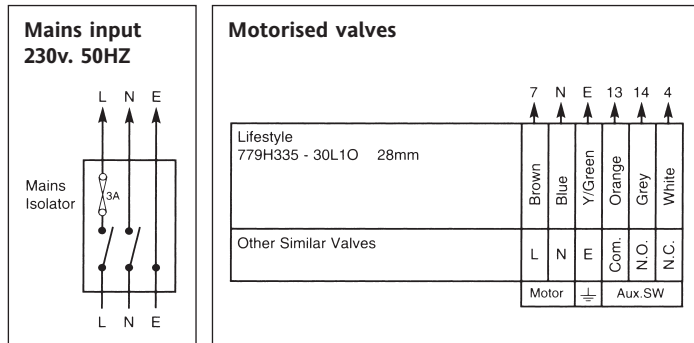 Mains input
230v. 50HZ
L N E
Mains
Isolator
3A
L N E
Motorised valves
7 N E 13 14 4
Lifestyle
779H335 - 30L1O 28mm
Brown Blue Y/Green Orange Grey White
Other Similar Valves
L N E Com. N.O. N.C.
Motor Aux.SW